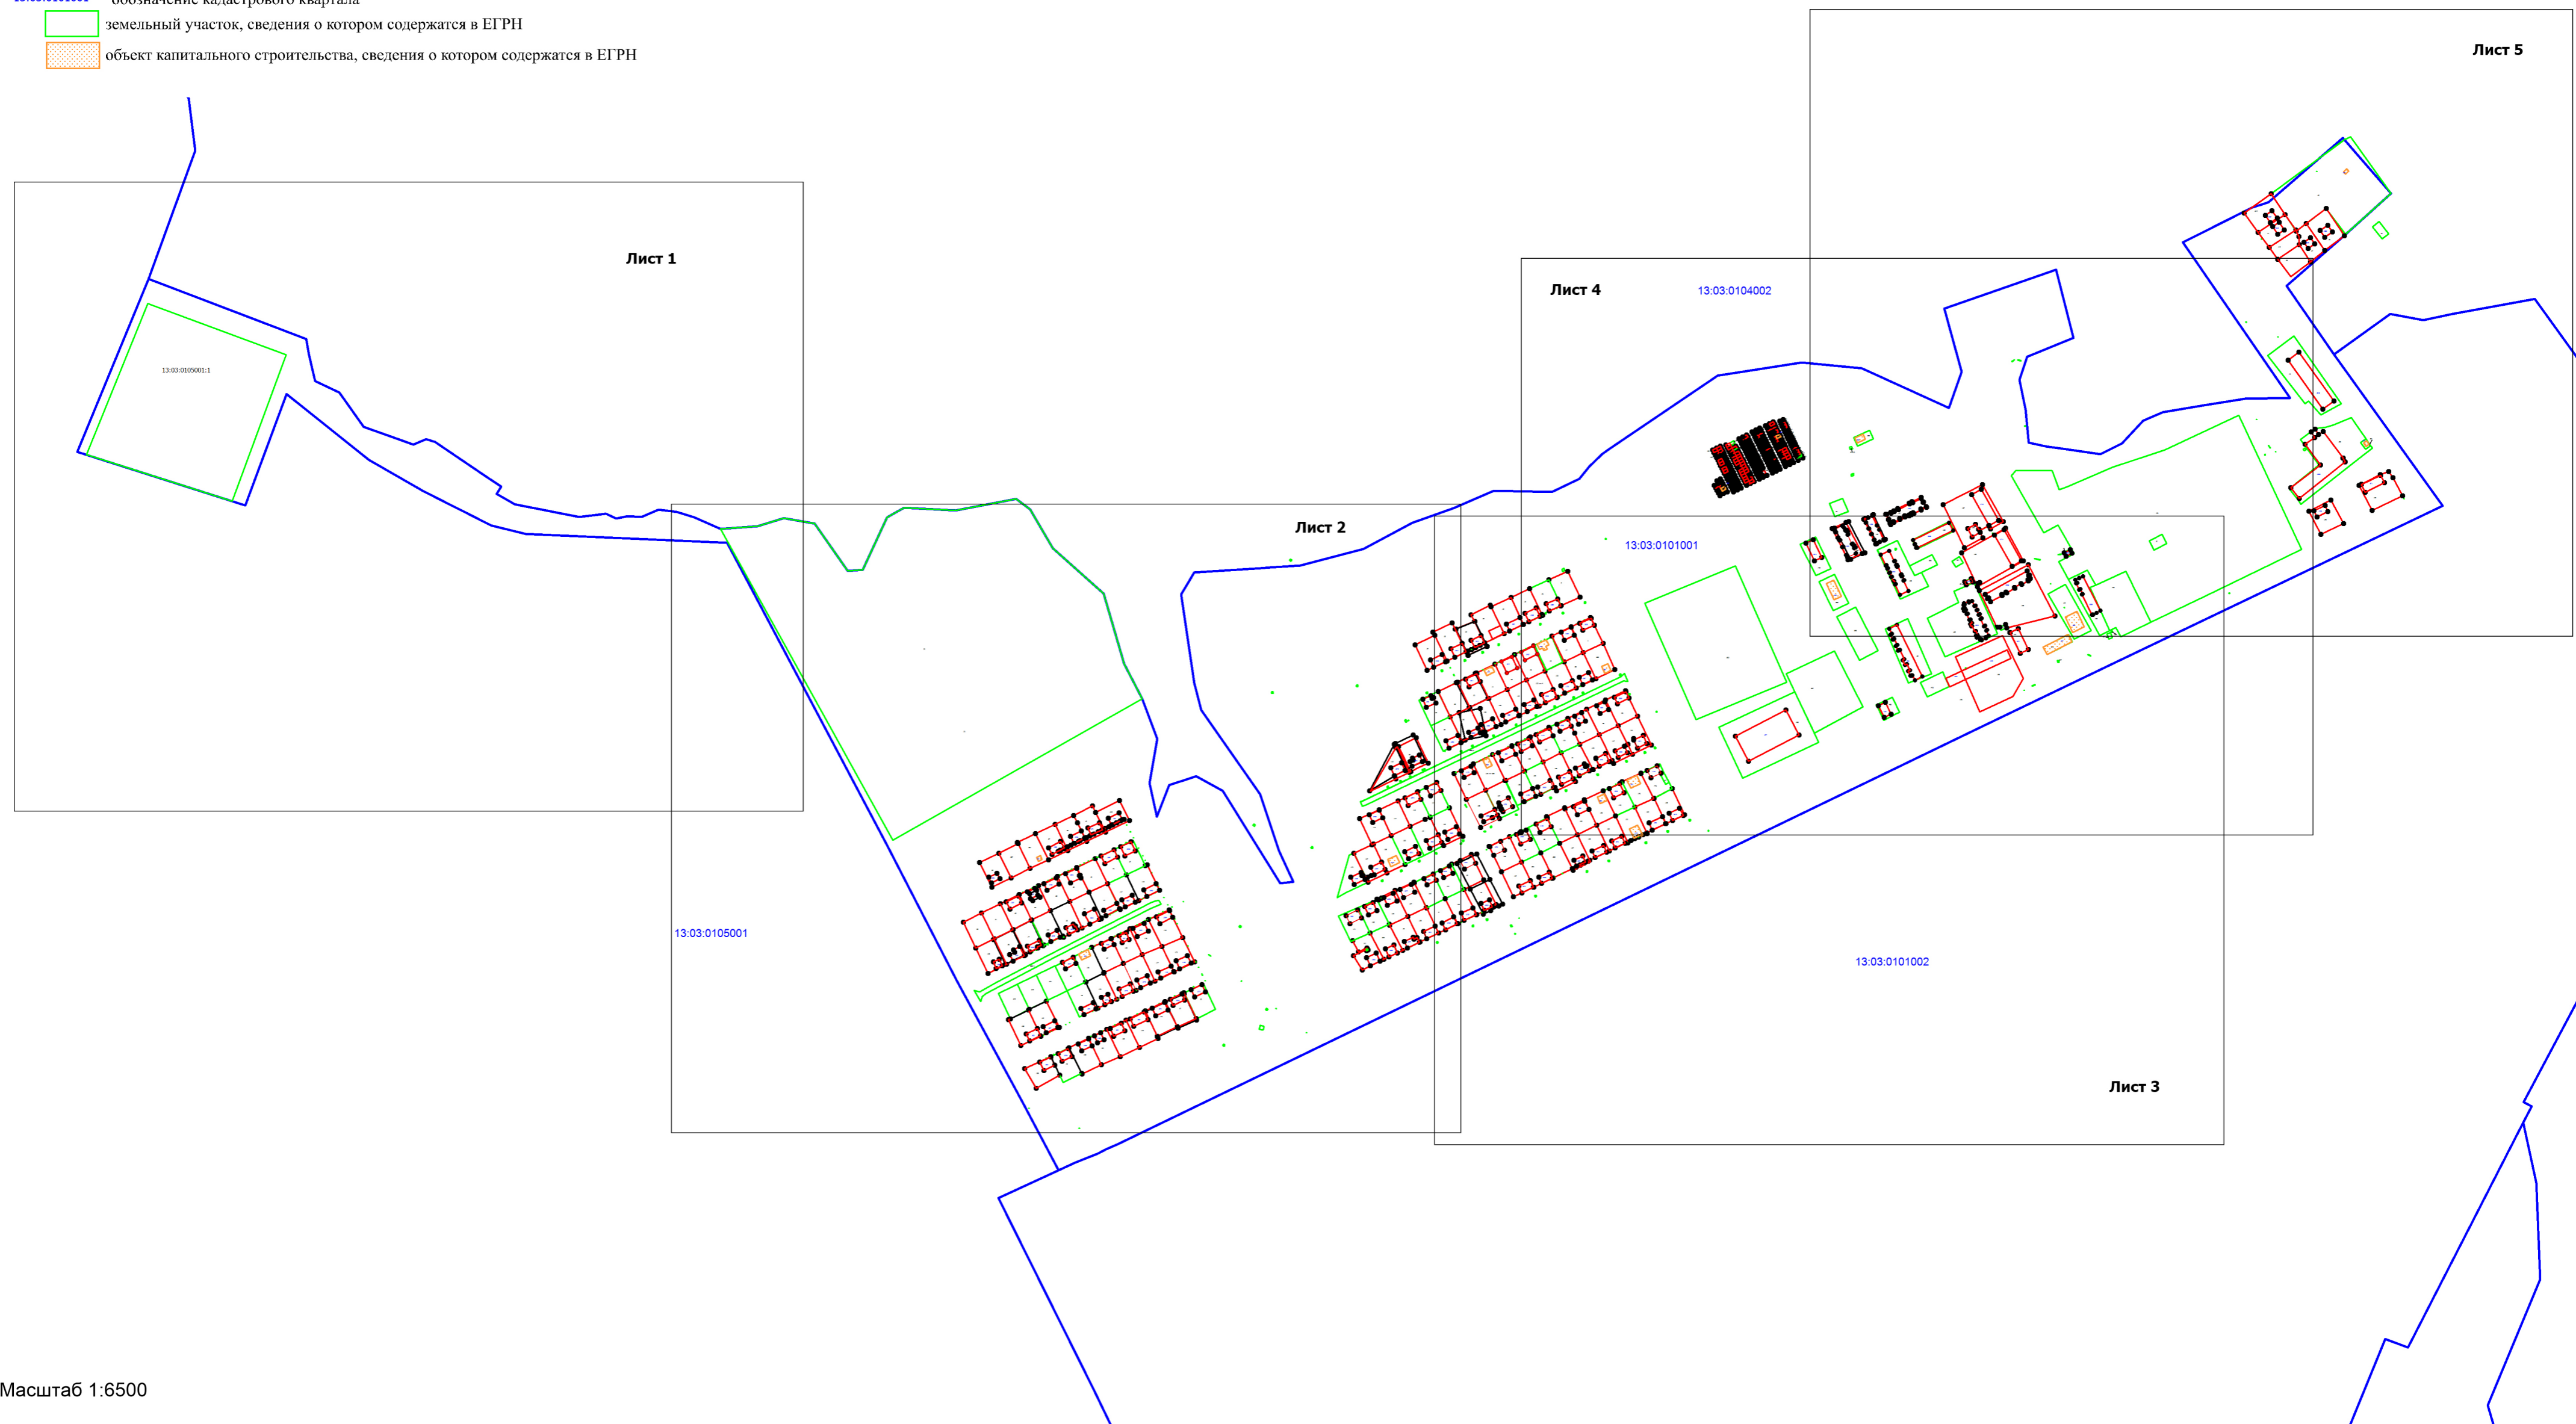 обозначение кадастрового квартала
земельный участок, сведения о котором содержатся в ЕГРН
объект капитального строительства, сведения о котором содержатся в ЕГРН
Лист 5
Лист 1
Лист 4
13:03:0104002
13:03:0105001:1
Лист 2
13:03:0101001
13:03:0105001
13:03:0101002
Лист 3
Масштаб 1:6500